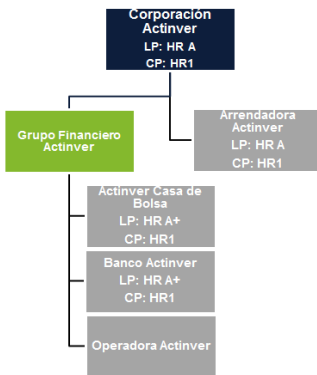 Corporación
Actinver
LP: HR A
CP: HR1
Grupo Financiero
Actinver
Arrendadora
Actinver
LP: HR A
CP: HR1
Actinver Casa de
Bolsa
LP: HR A+
CP: HR1
Banco Actinver
LP: HR A+
CP: HR1
Operadora Actinver